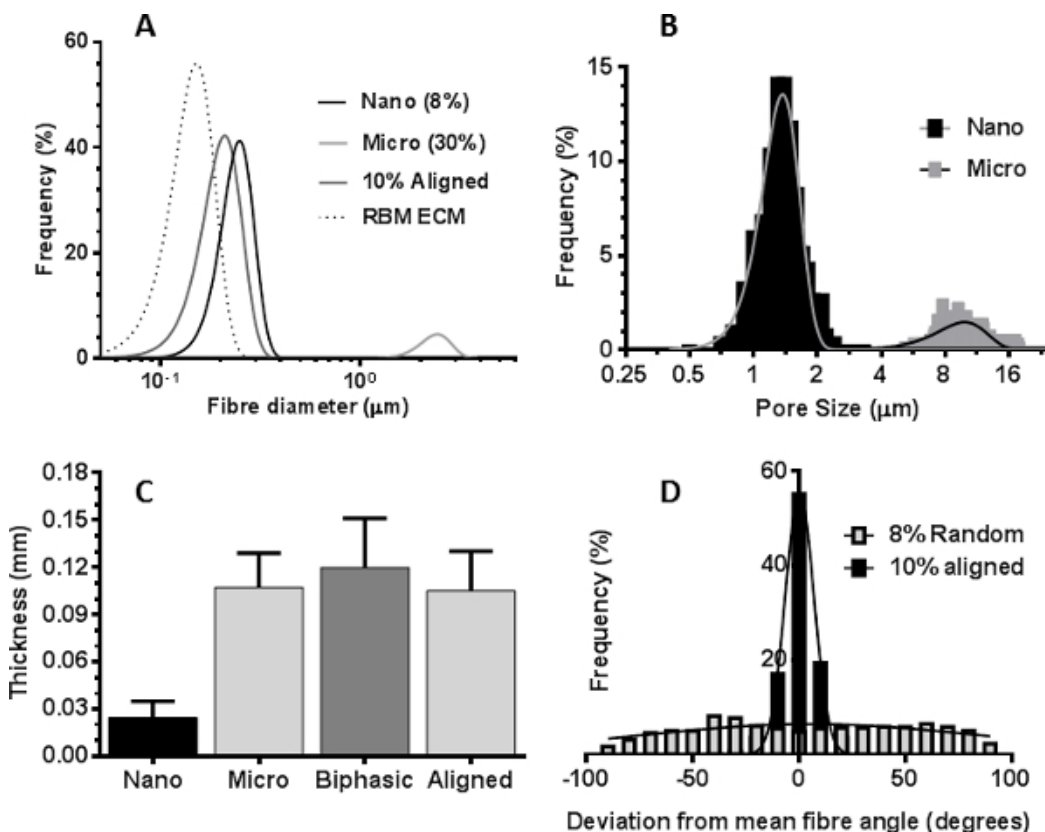 A
60
40
20
0
Frequency (%)
Nano (8%)
Micro (30%)
10% Aligned
RBM ECM
10⁻¹
10⁰
Fibre diameter (μm)
B
15
10
5
0
Frequency (%)
Nano
Micro
0.25
0.5
1
2
4
8
16
Pore Size (μm)
C
0.18
0.15
0.12
0.09
0.06
0.03
0.00
Thickness (mm)
Nano
Micro
Biphasic
Aligned
D
60
40
20
Frequency (%)
8% Random
10% aligned
-100
-50
0
50
100
Deviation from mean fibre angle (degrees)